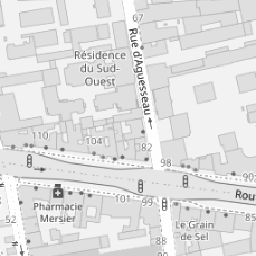 67
Rue d'Aguesseau
Résidence
du Sud-
Ouest
110
104
82
98
90
Rou
101
99
Pharmacie
Mersier
52
Le Grain
de Sel